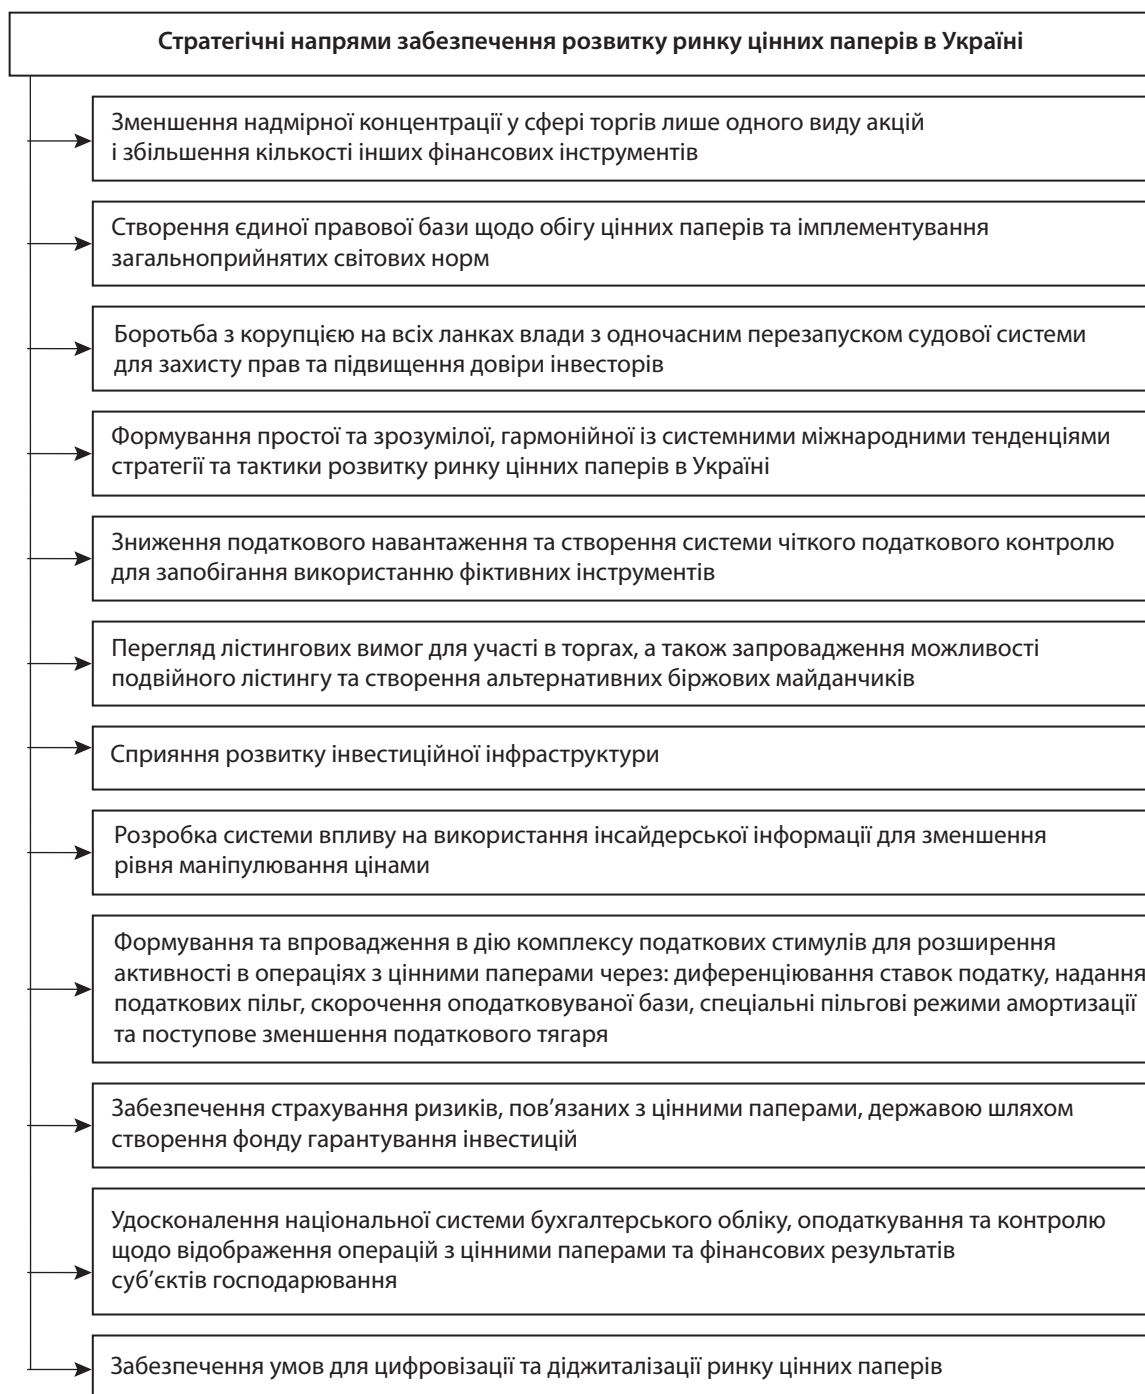 Стратегічні напрями забезпечення розвитку ринку цінних паперів в Україні
Зменшення надмірної концентрації у сфері торгів лише одного виду акцій
і збільшення кількості інших фінансових інструментів
Створення єдиної правової бази щодо обігу цінних паперів та імплементування
загальноприйнятих світових норм
Боротьба з корупцією на всіх ланках влади з одночасним перезапуском судової системи
для захисту прав та підвищення довіри інвесторів
Формування простої та зрозумілої, гармонійної із системними міжнародними тенденціями
стратегії та тактики розвитку ринку цінних паперів в Україні
Зниження податкового навантаження та створення системи чіткого податкового контролю
для запобігання використанню фіктивних інструментів
Перегляд лістингових вимог для участі в торгах, а також запровадження можливості
подвійного лістингу та створення альтернативних біржових майданчиків
Сприяння розвитку інвестиційної інфраструктури
Розробка системи впливу на використання інсайдерської інформації для зменшення
рівня маніпулювання цінами
Формування та впровадження в дію комплексу податкових стимулів для розширення
активності в операціях з цінними паперами через: диференціювання ставок податку, надання
податкових пільг, скорочення оподатковуваної бази, спеціальні пільгові режими амортизації
та поступове зменшення податкового тягаря
Забезпечення страхування ризиків, пов’язаних з цінними паперами, державою шляхом
створення фонду гарантування інвестицій
Удосконалення національної системи бухгалтерського обліку, оподаткування та контролю
щодо відображення операцій з цінними паперами та фінансових результатів
суб’єктів господарювання
Забезпечення умов для цифровізації та діджиталізації ринку цінних паперів